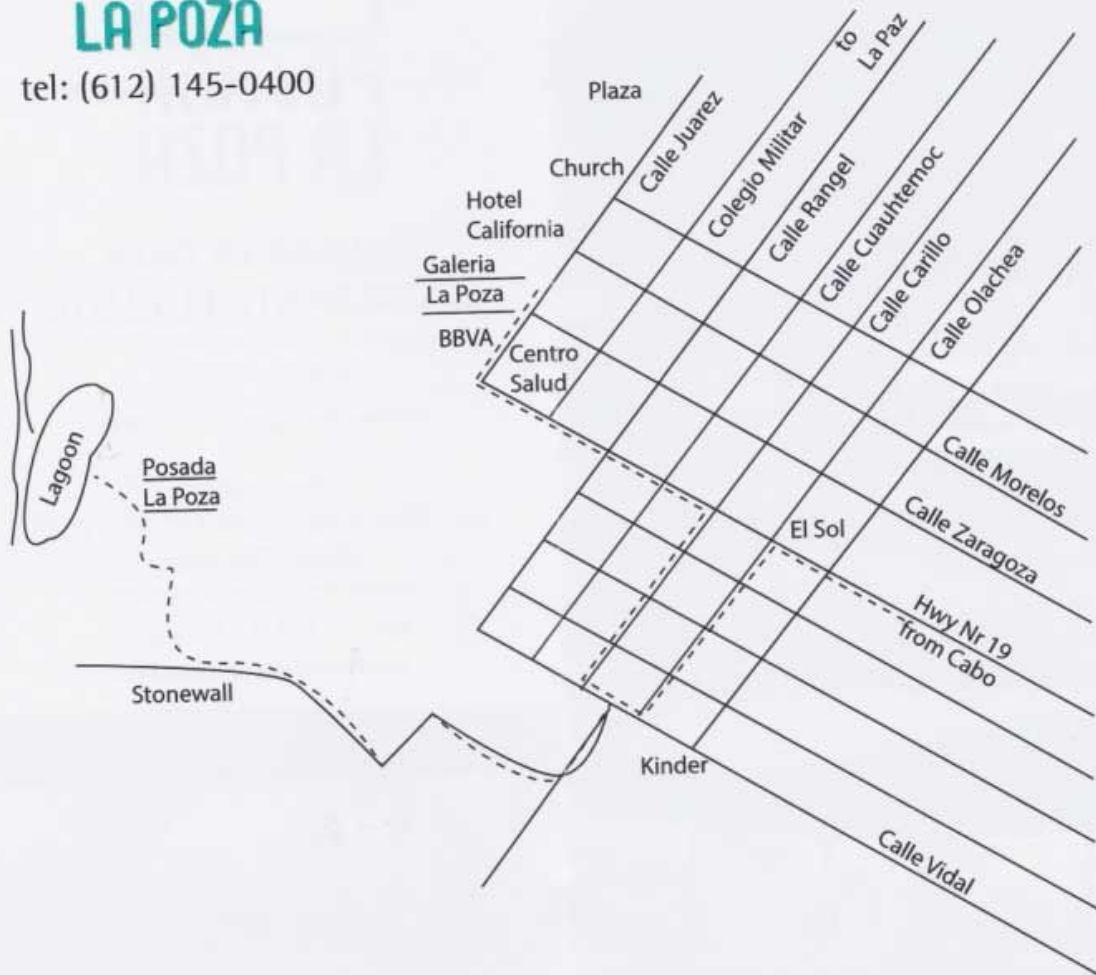 LA POZA
tel: (612) 145-0400
to
La Paz
Plaza
Calle Juarez
Church
Colegio Militar
Hotel
California
Calle Rangel
Calle Cuauhtemoc
Galeria
La Poza
Calle Carillo
Calle Olachea
BBVA
Centro
Salud
Lagoon
Posada
La Poza
Calle Morelos
El Sol
Calle Zaragoza
Hwy Nr 19
from Cabo
Stonewall
Kinder
Calle Vidal